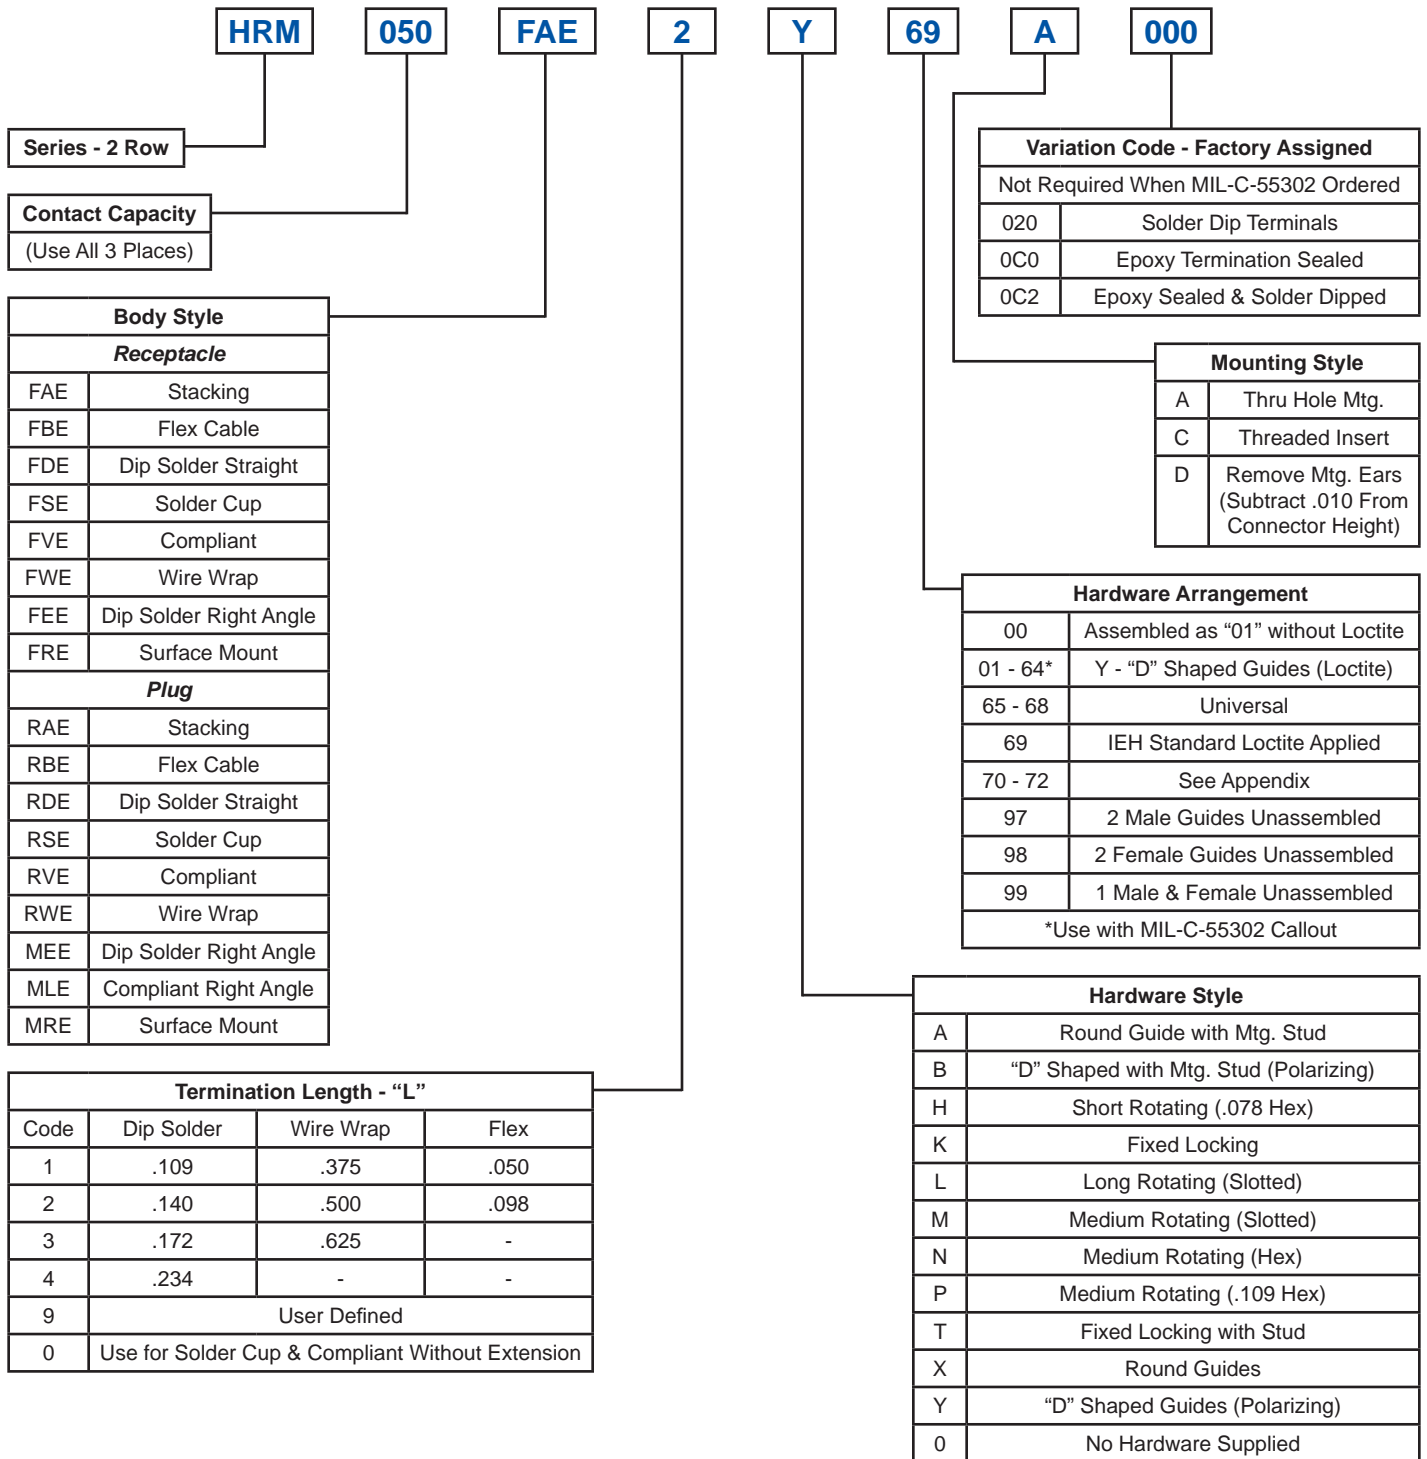 HRM 050 FAE 2 Y 69 A 000
Series - 2 Row
Contact Capacity
(Use All 3 Places)
Body Style
Receptacle
FAE Stacking
FBE Flex Cable
FDE Dip Solder Straight
FSE Solder Cup
FVE Compliant
FWE Wire Wrap
FEE Dip Solder Right Angle
FRE Surface Mount
Plug
RAE Stacking
RBE Flex Cable
RDE Dip Solder Straight
RSE Solder Cup
RVE Compliant
RWE Wire Wrap
MEE Dip Solder Right Angle
MLE Compliant Right Angle
MRE Surface Mount
Termination Length - “L”
Code Dip Solder Wire Wrap Flex
1 .109 .375 .050
2 .140 .500 .098
3 .172 .625 -
4 .234 - -
9 User Defined
0 Use for Solder Cup & Compliant Without Extension
Variation Code - Factory Assigned
Not Required When MIL-C-55302 Ordered
020 Solder Dip Terminals
0C0 Epoxy Termination Sealed
0C2 Epoxy Sealed & Solder Dipped
Mounting Style
A Thru Hole Mtg.
C Threaded Insert
D Remove Mtg. Ears
(Subtract .010 From
Connector Height)
Hardware Arrangement
00 Assembled as “01” without Loctite
01 - 64* Y - “D” Shaped Guides (Loctite)
65 - 68 Universal
69 IEH Standard Loctite Applied
70 - 72 See Appendix
97 2 Male Guides Unassembled
98 2 Female Guides Unassembled
99 1 Male & Female Unassembled
*Use with MIL-C-55302 Callout
Hardware Style
A Round Guide with Mtg. Stud
B “D” Shaped with Mtg. Stud (Polarizing)
H Short Rotating (.078 Hex)
K Fixed Locking
L Long Rotating (Slotted)
M Medium Rotating (Slotted)
N Medium Rotating (Hex)
P Medium Rotating (.109 Hex)
T Fixed Locking with Stud
X Round Guides
Y “D” Shaped Guides (Polarizing)
0 No Hardware Supplied